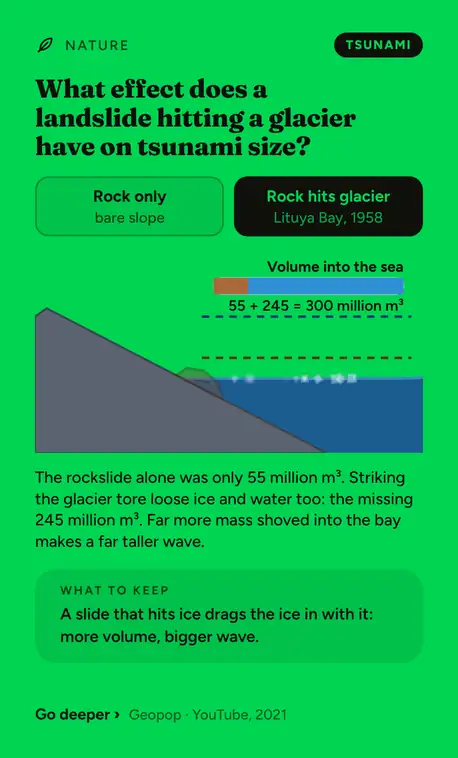 NATURE
TSUNAMI
What effect does a
landslide hitting a glacier
have on tsunami size?
Rock only
bare slope
Rock hits glacier
Lituya Bay, 1958
Volume into the sea
55 + 245 = 300 million m³
The rockslide alone was only 55 million m³. Striking
the glacier tore loose ice and water too: the missing
245 million m³. Far more mass shoved into the bay
makes a far taller wave.
WHAT TO KEEP
A slide that hits ice drags the ice in with it:
more volume, bigger wave.
Go deeper › Geopop · YouTube, 2021